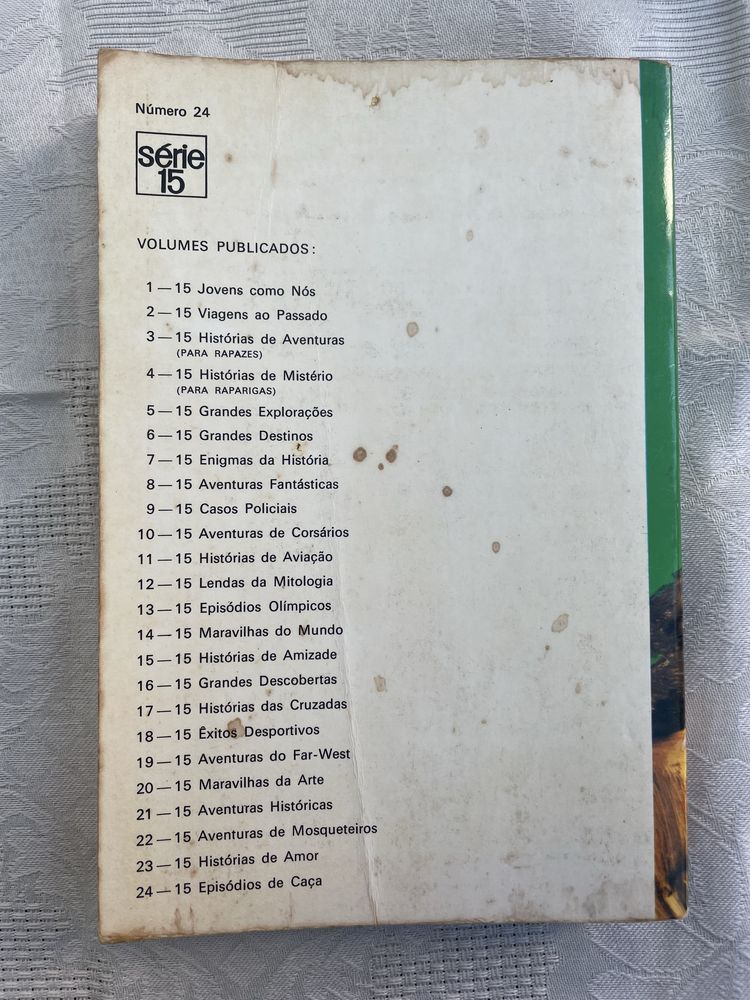 Número 24
série
15
VOLUMES PUBLICADOS:
1 — 15 Jovens como Nós
2 — 15 Viagens ao Passado
3 — 15 Histórias de Aventuras
(PARA RAPAZES)
4 — 15 Histórias de Mistério
(PARA RAPARIGAS)
5 — 15 Grandes Explorações
6 — 15 Grandes Destinos
7 — 15 Enigmas da História
8 — 15 Aventuras Fantásticas
9 — 15 Casos Policiais
10 — 15 Aventuras de Corsários
11 — 15 Histórias de Aviação
12 — 15 Lendas da Mitologia
13 — 15 Episódios Olímpicos
14 — 15 Maravilhas do Mundo
15 — 15 Histórias de Amizade
16 — 15 Grandes Descobertas
17 — 15 Histórias das Cruzadas
18 — 15 Êxitos Desportivos
19 — 15 Aventuras do Far-West
20 — 15 Maravilhas da Arte
21 — 15 Aventuras Históricas
22 — 15 Aventuras de Mosqueteiros
23 — 15 Histórias de Amor
24 — 15 Episódios de Caça